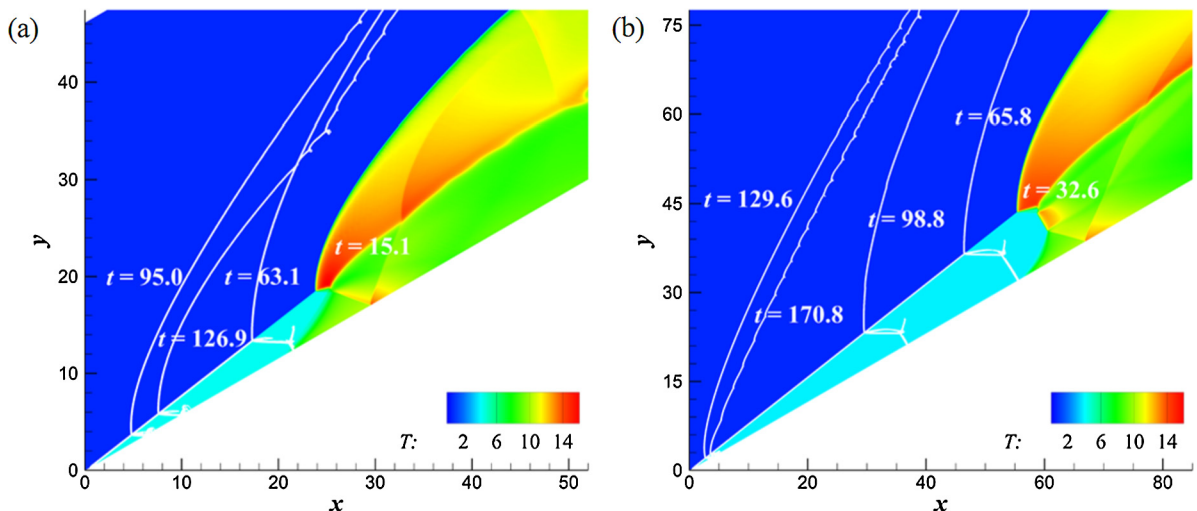 (a)
40
30
20
10
0
y
t = 95.0
t = 63.1
t = 15.1
t = 126.9
T: 2 6 10 14
0 10 20 30 40 50
x
(b)
75
60
45
30
15
0
y
t = 65.8
t = 32.6
t = 129.6
t = 98.8
t = 170.8
T: 2 6 10 14
0 20 40 60 80
x